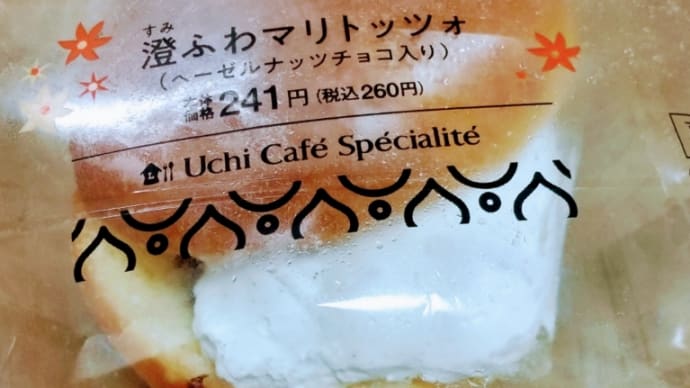 すみ
澄ふわマリトッツォ
(ヘーゼルナッツチョコ入り)
本体価格241円(税込260円)
Uchi Café Spécialité